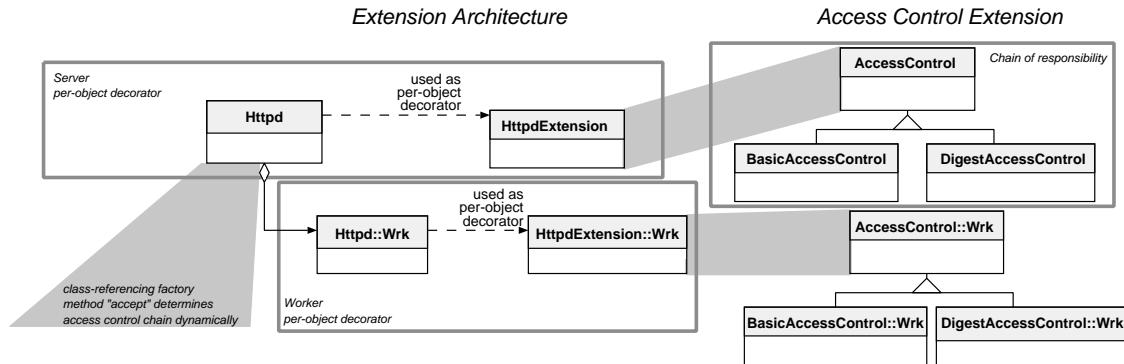 Extension Architecture
Access Control Extension
Server
per-object decorator
used as
per-object
decorator
Httpd
HttpdExtension
AccessControl
Chain of responsibility
BasicAccessControl
DigestAccessControl
used as
per-object
decorator
Httpd::Wrk
HttpdExtension::Wrk
AccessControl::Wrk
class-referencing factory
method "accept" determines
access control chain dynamically
Worker
per-object decorator
BasicAccessControl::Wrk
DigestAccessControl::Wrk